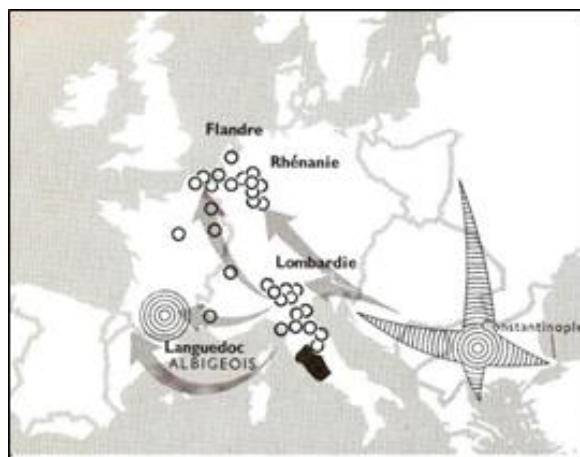 Flandre
Rhénanie
Lombardie
Constantinople
Languedoc
ALBIGEOIS